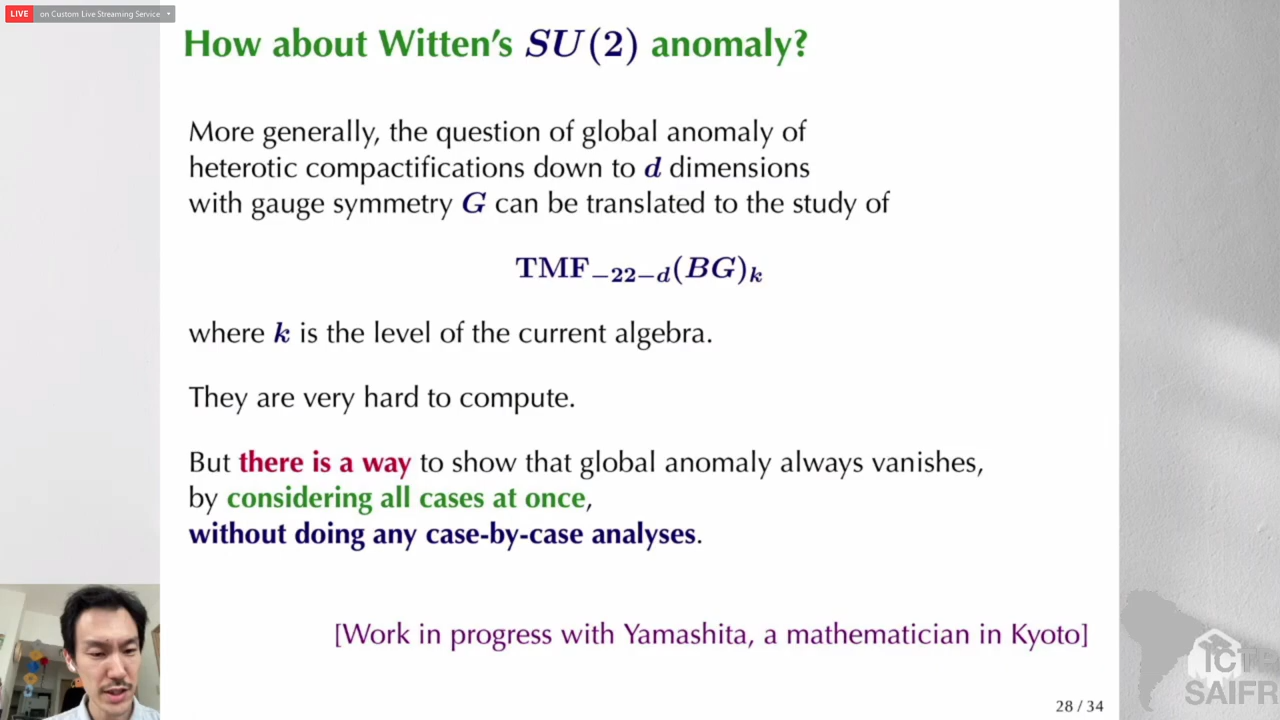 LIVE on Custom Live Streaming Service
How about Witten's SU(2) anomaly?
More generally, the question of global anomaly of
heterotic compactifications down to d dimensions
with gauge symmetry G can be translated to the study of
TMF₋₂₂₋d(BG)ₖ
where k is the level of the current algebra.
They are very hard to compute.
But there is a way to show that global anomaly always vanishes,
by considering all cases at once,
without doing any case-by-case analyses.
[Work in progress with Yamashita, a mathematician in Kyoto]
28 / 34
ICTP
SAIFR